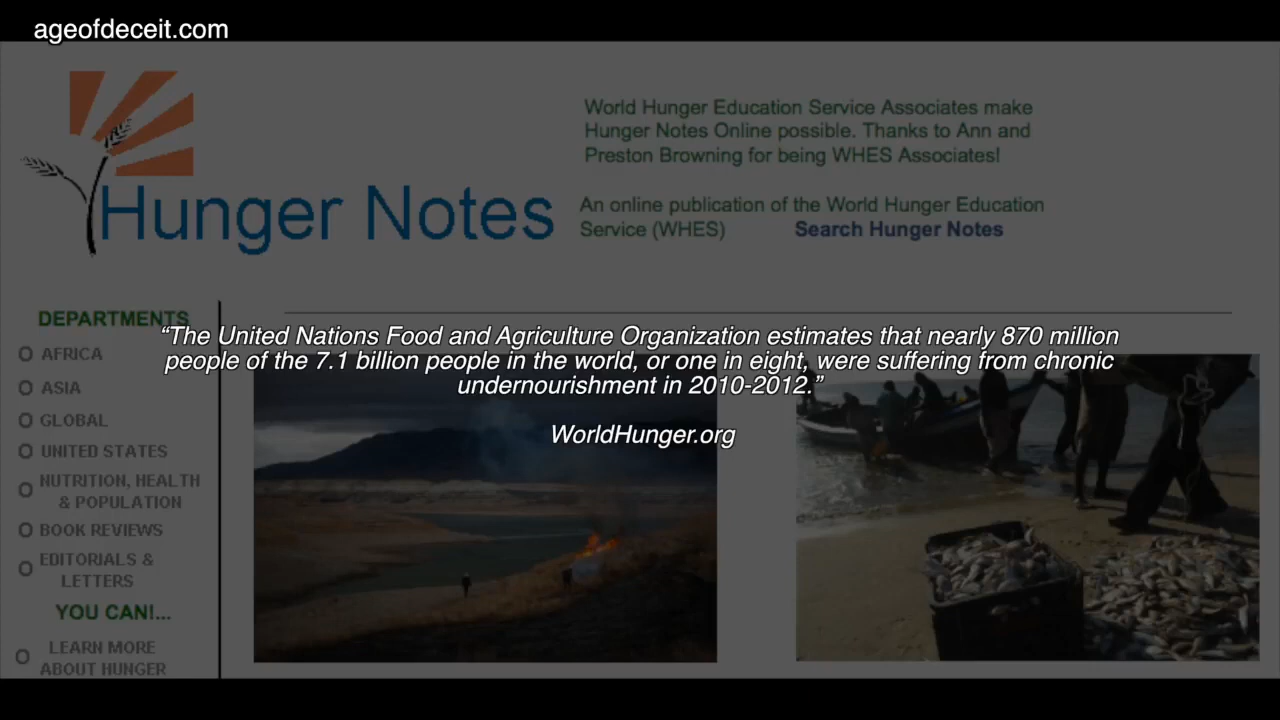 ageofdeceit.com
World Hunger Education Service Associates make
Hunger Notes Online possible. Thanks to Ann and
Preston Browning for being WHES Associates!
Hunger Notes
An online publication of the World Hunger Education
Service (WHES) Search Hunger Notes
DEPARTMENTS
AFRICA
ASIA
GLOBAL
UNITED STATES
NUTRITION, HEALTH
& POPULATION
BOOK REVIEWS
EDITORIALS &
LETTERS
YOU CAN!...
LEARN MORE
ABOUT HUNGER
“The United Nations Food and Agriculture Organization estimates that nearly 870 million
people of the 7.1 billion people in the world, or one in eight, were suffering from chronic
undernourishment in 2010-2012.”
WorldHunger.org